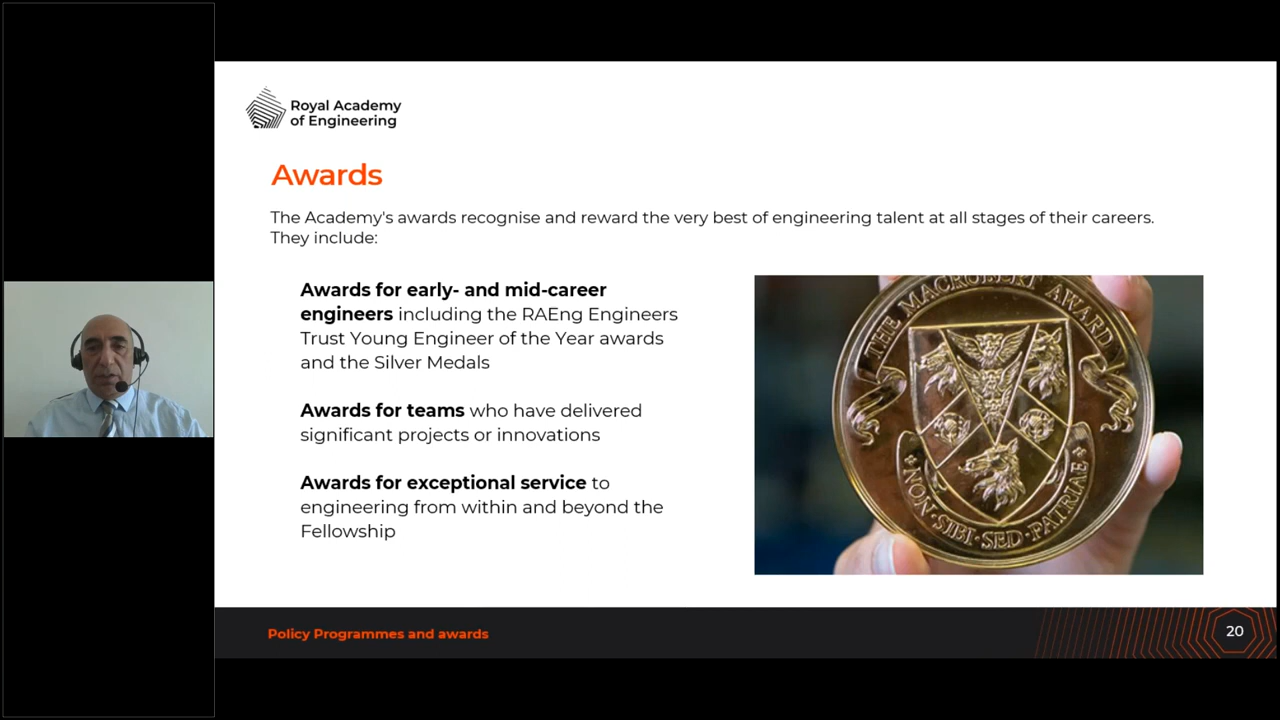 Royal Academy
of Engineering
Awards
The Academy's awards recognise and reward the very best of engineering talent at all stages of their careers.
They include:
Awards for early- and mid-career
engineers including the RAEng Engineers
Trust Young Engineer of the Year awards
and the Silver Medals
Awards for teams who have delivered
significant projects or innovations
Awards for exceptional service to
engineering from within and beyond the
Fellowship
THE MACROBERT AWARD
NON·SIBI·SED·PATRIAE
Policy Programmes and awards
20